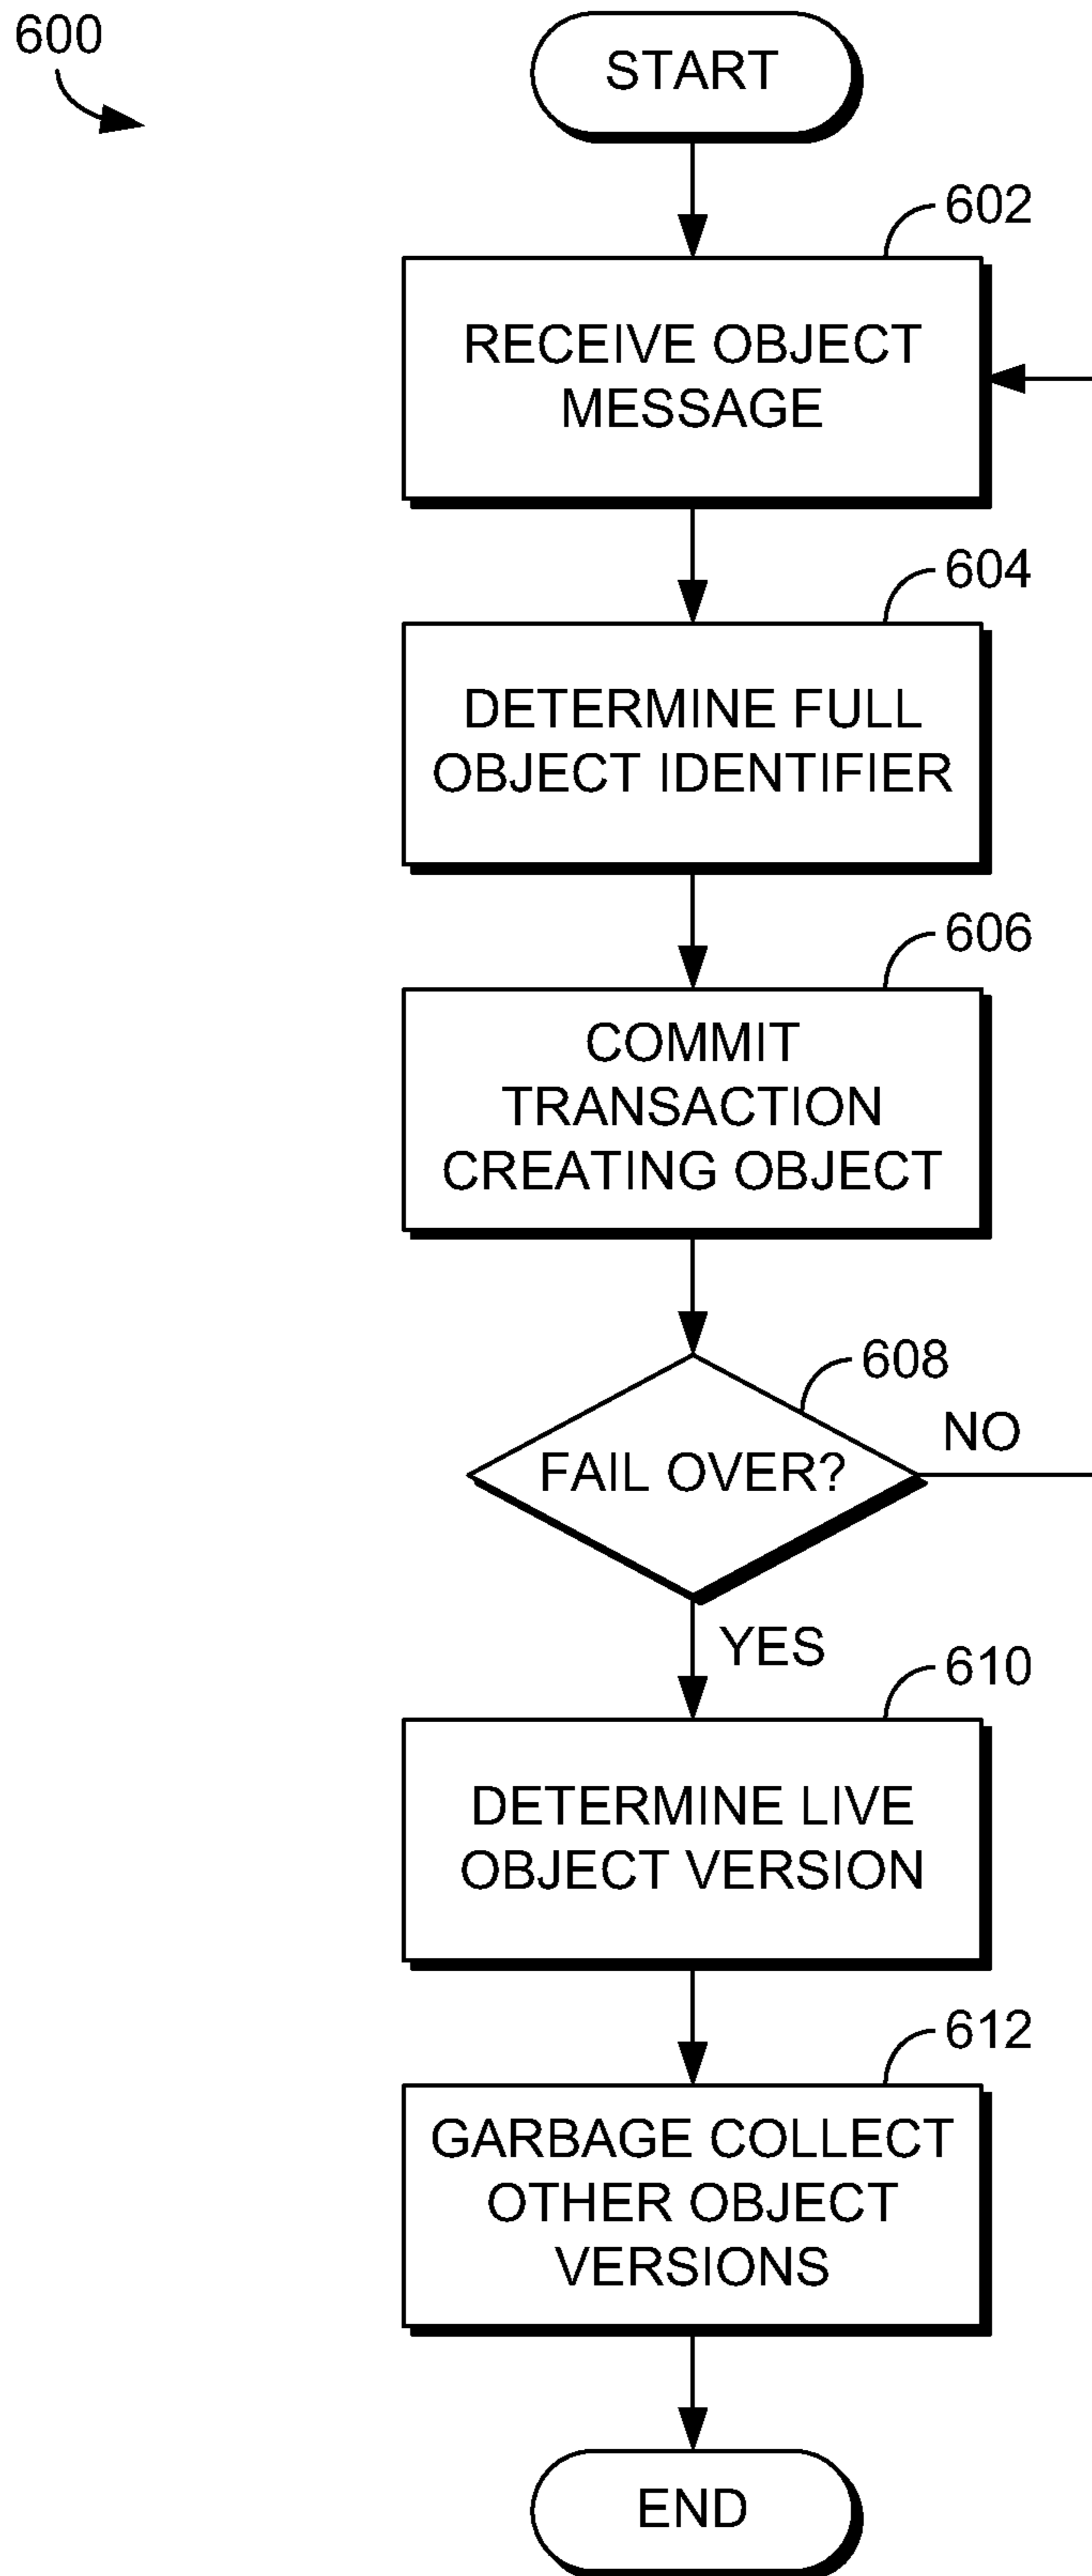 600
START
602
RECEIVE OBJECT
MESSAGE
604
DETERMINE FULL
OBJECT IDENTIFIER
606
COMMIT
TRANSACTION
CREATING OBJECT
608
FAIL OVER?
NO
YES
610
DETERMINE LIVE
OBJECT VERSION
612
GARBAGE COLLECT
OTHER OBJECT
VERSIONS
END